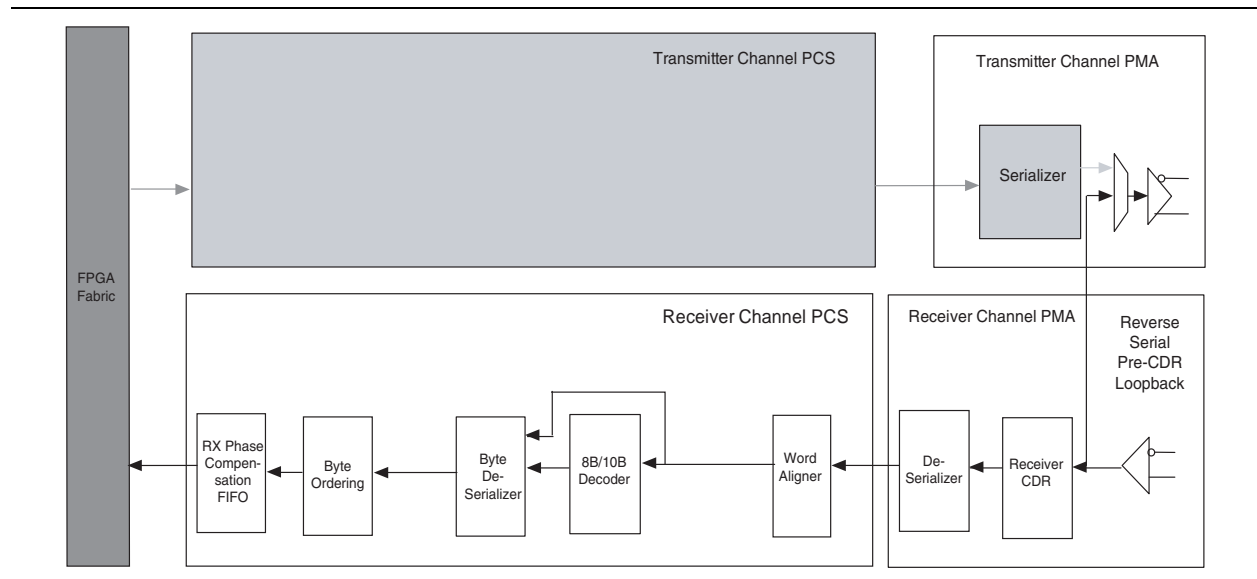 Transmitter Channel PCS
Transmitter Channel PMA
Serializer
FPGA
Fabric
Receiver Channel PCS
Receiver Channel PMA
Reverse
Serial
Pre-CDR
Loopback
RX Phase
Compen-
sation
FIFO
Byte
Ordering
Byte
De-
Serializer
8B/10B
Decoder
Word
Aligner
De-
Serializer
Receiver
CDR